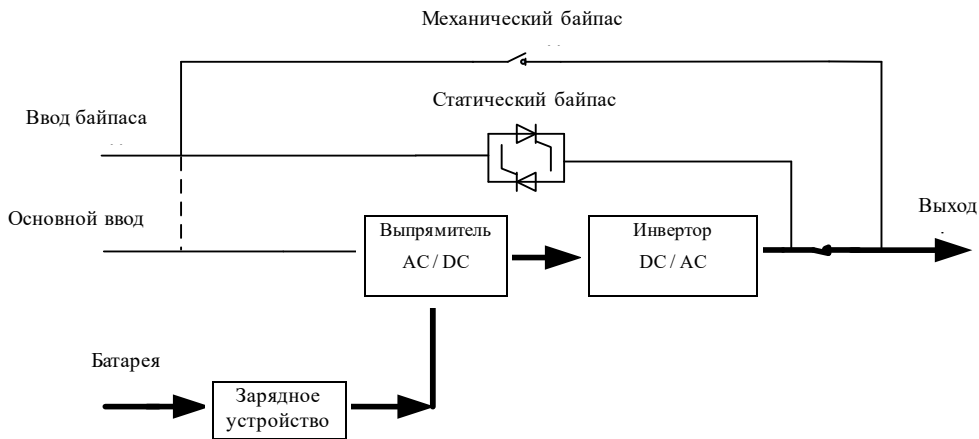 Механический байпас
Статический байпас
Ввод байпаса
Основной ввод
Выход
Выпрямитель
AC / DC
Инвертор
DC / AC
Батарея
Зарядное
устройство